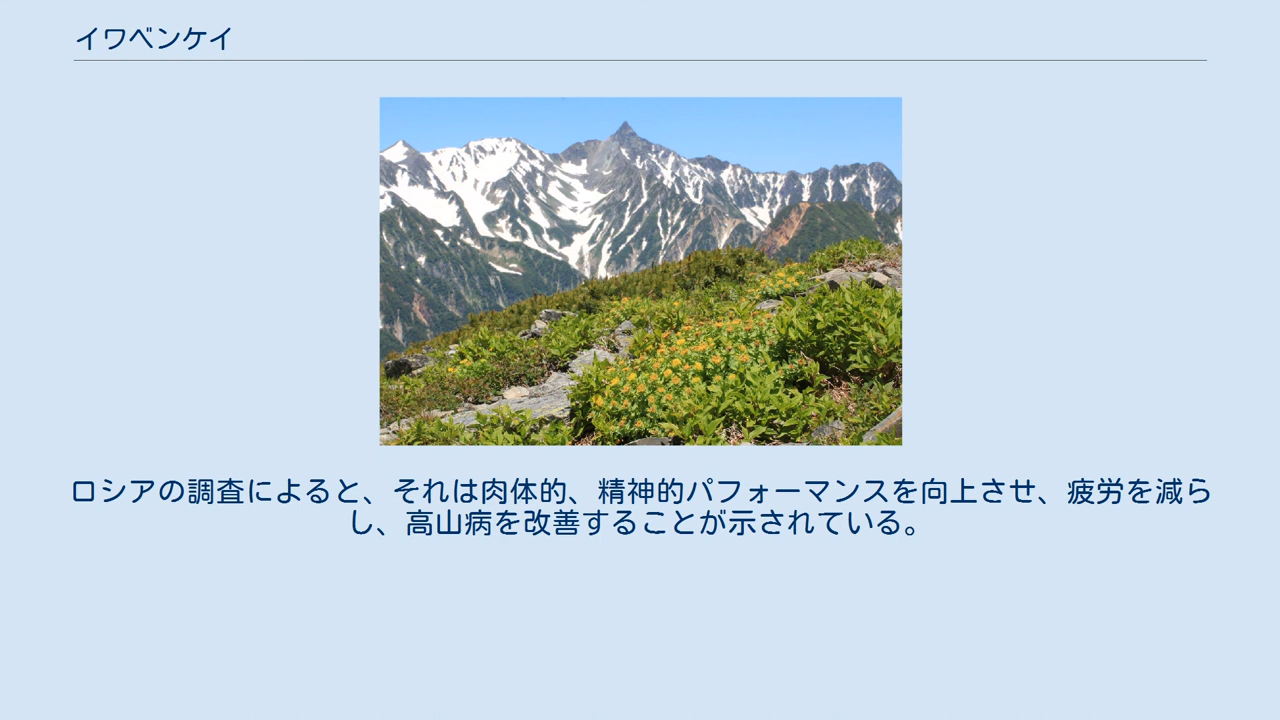 イワベンケイ
ロシアの調査によると、それは肉体的、精神的パフォーマンスを向上させ、疲労を減ら
し、高山病を改善することが示されている。